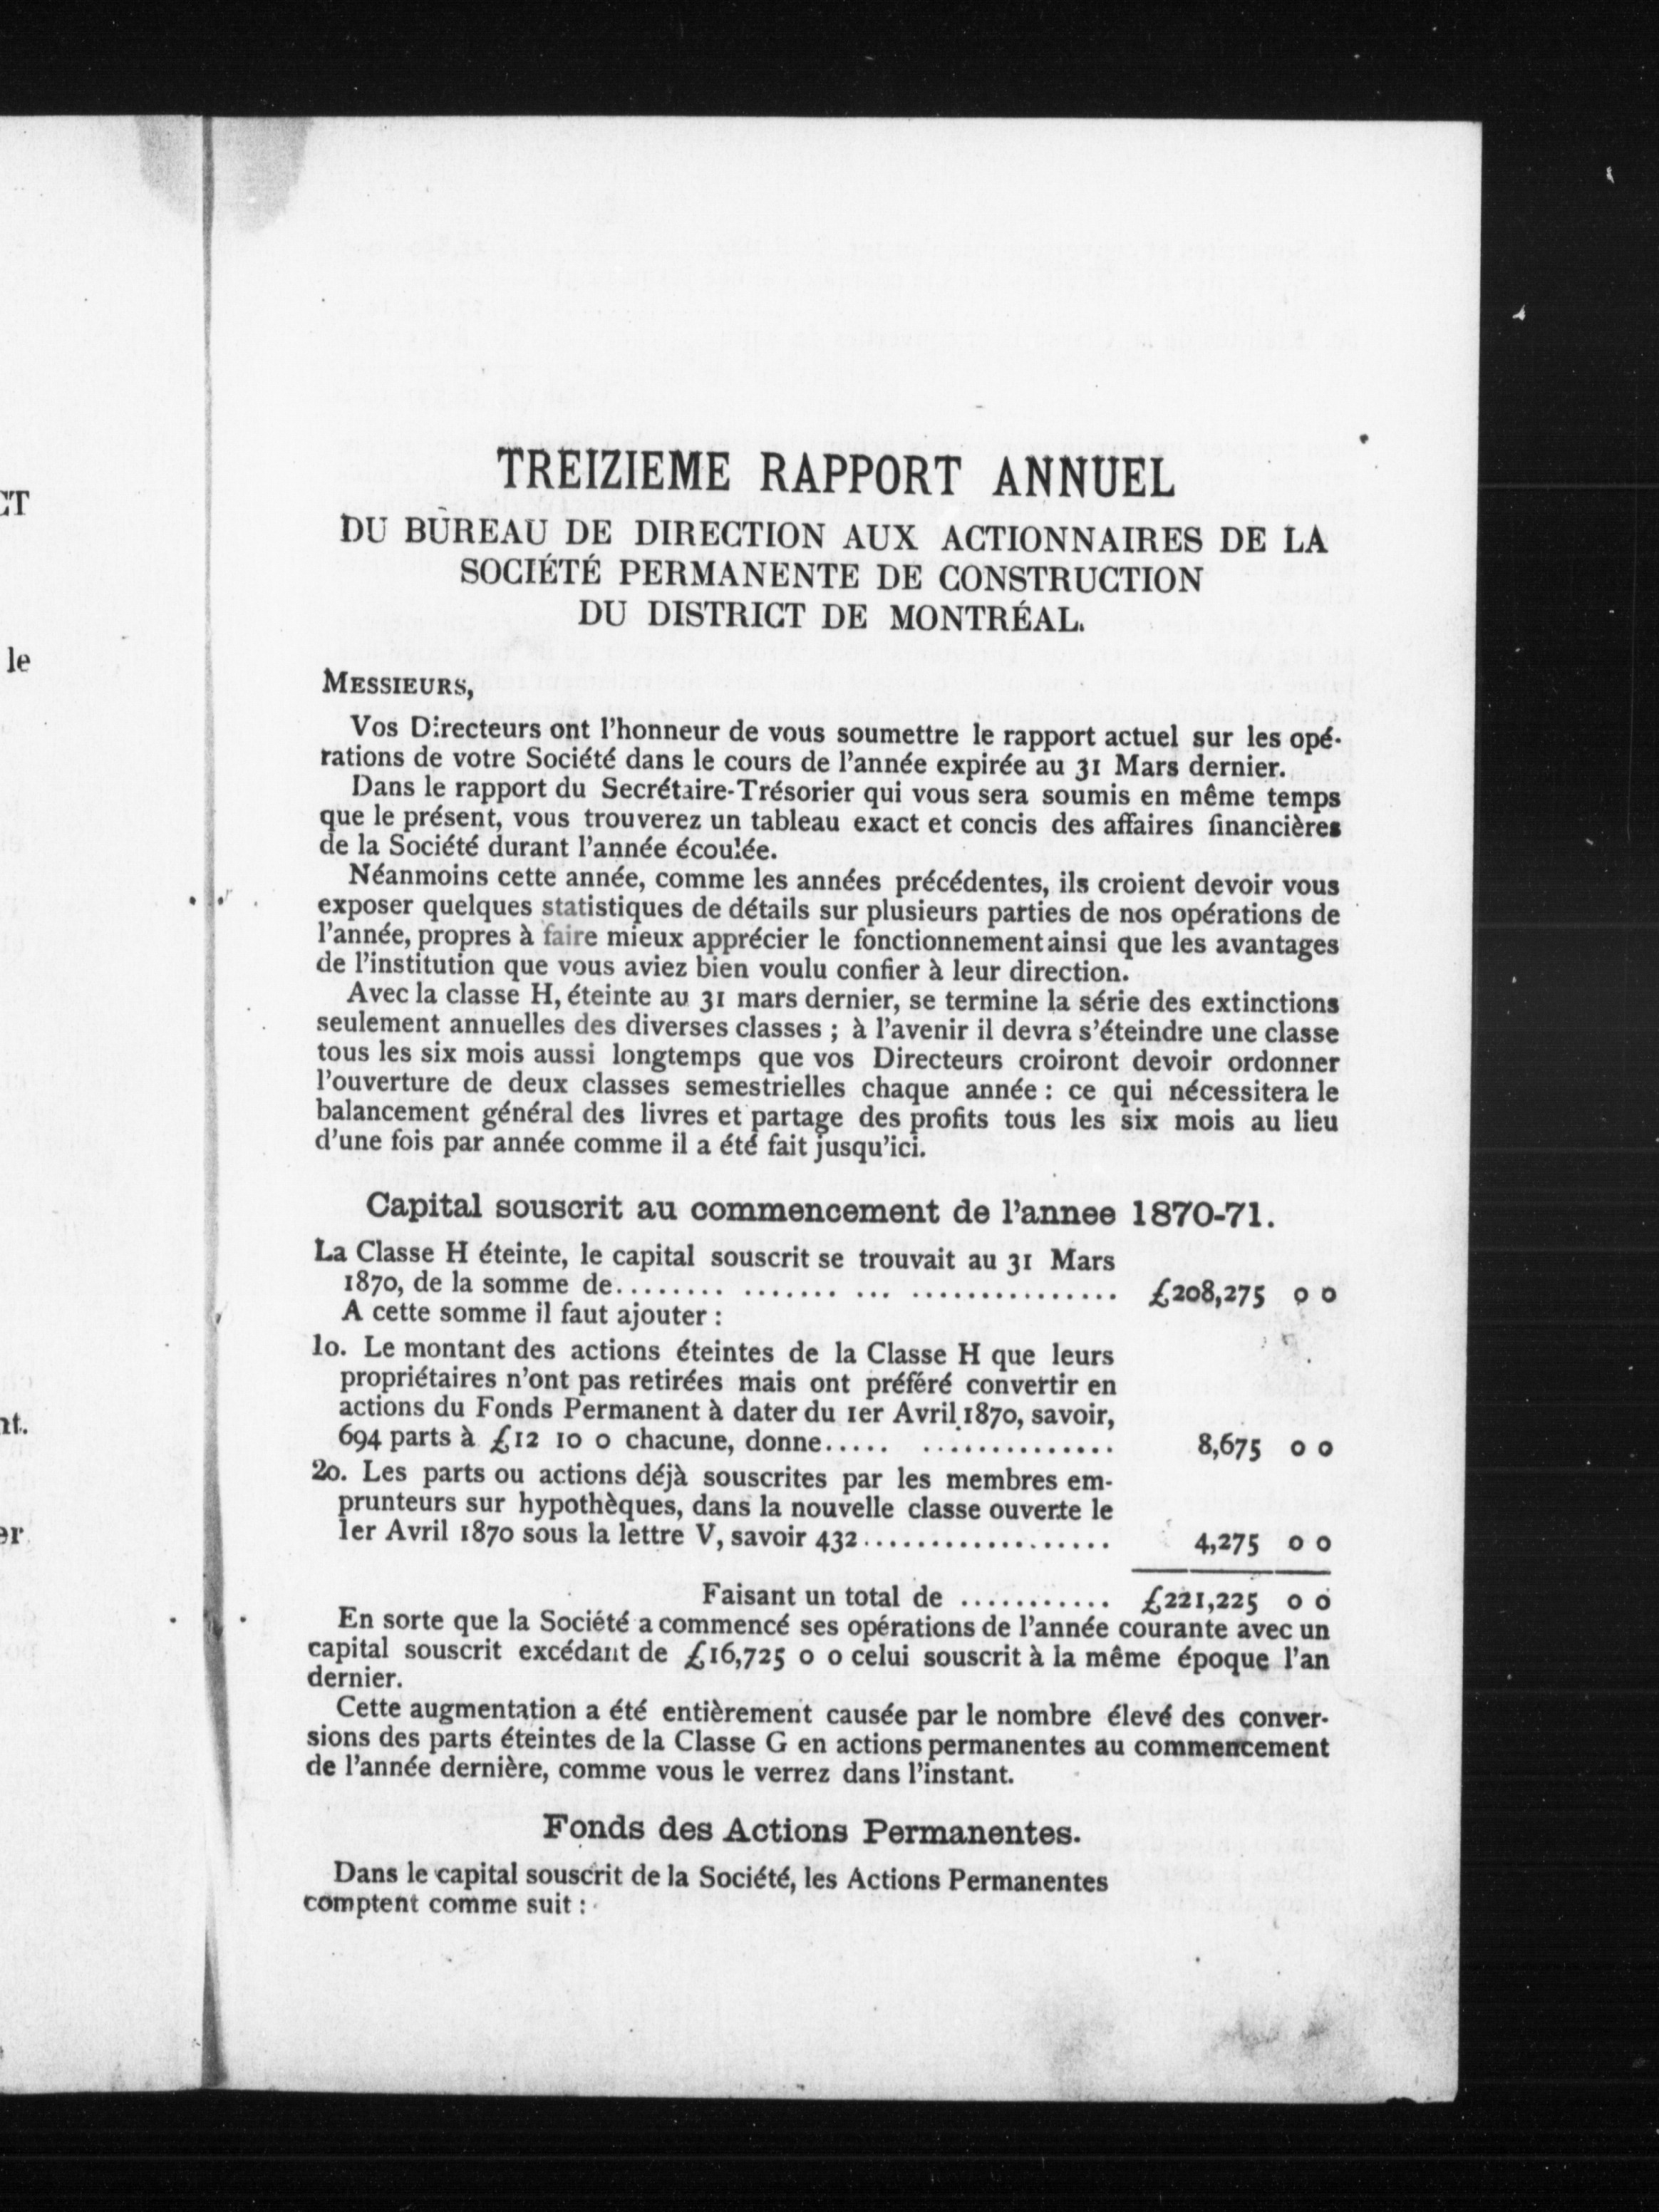 TREIZIEME RAPPORT ANNUEL
DU BUREAU DE DIRECTION AUX ACTIONNAIRES DE LA
SOCIÉTÉ PERMANENTE DE CONSTRUCTION
DU DISTRICT DE MONTRÉAL.
MESSIEURS,
Vos Directeurs ont l'honneur de vous soumettre le rapport actuel sur les opé-
rations de votre Société dans le cours de l'année expirée au 31 Mars dernier.
Dans le rapport du Secrétaire-Trésorier qui vous sera soumis en même temps
que le présent, vous trouverez un tableau exact et concis des affaires financières
de la Société durant l'année écoulée.
Néanmoins cette année, comme les années précédentes, ils croient devoir vous
exposer quelques statistiques de détails sur plusieurs parties de nos opérations de
l'année, propres à faire mieux apprécier le fonctionnement ainsi que les avantages
de l'institution que vous aviez bien voulu confier à leur direction.
Avec la classe H, éteinte au 31 mars dernier, se termine la série des extinctions
seulement annuelles des diverses classes ; à l'avenir il devra s'éteindre une classe
tous les six mois aussi longtemps que vos Directeurs croiront devoir ordonner
l'ouverture de deux classes semestrielles chaque année : ce qui nécessitera le
balancement général des livres et partage des profits tous les six mois au lieu
d'une fois par année comme il a été fait jusqu'ici.
Capital souscrit au commencement de l'annee 1870-71.
La Classe H éteinte, le capital souscrit se trouvait au 31 Mars
1870, de la somme de........ ....... ... ............... £208,275 0 0
A cette somme il faut ajouter :
1o. Le montant des actions éteintes de la Classe H que leurs
propriétaires n'ont pas retirées mais ont préféré convertir en
actions du Fonds Permanent à dater du 1er Avril 1870, savoir,
694 parts à £12 10 0 chacune, donne..... .............. 8,675 0 0
2o. Les parts ou actions déjà souscrites par les membres em-
prunteurs sur hypothèques, dans la nouvelle classe ouverte le
1er Avril 1870 sous la lettre V, savoir 432................... 4,275 0 0
Faisant un total de ........... £221,225 0 0
En sorte que la Société a commencé ses opérations de l'année courante avec un
capital souscrit excédant de £16,725 0 0 celui souscrit à la même époque l'an
dernier.
Cette augmentation a été entièrement causée par le nombre élevé des conver-
sions des parts éteintes de la Classe G en actions permanentes au commencement
de l'année dernière, comme vous le verrez dans l'instant.
Fonds des Actions Permanentes.
Dans le capital souscrit de la Société, les Actions Permanentes
comptent comme suit :